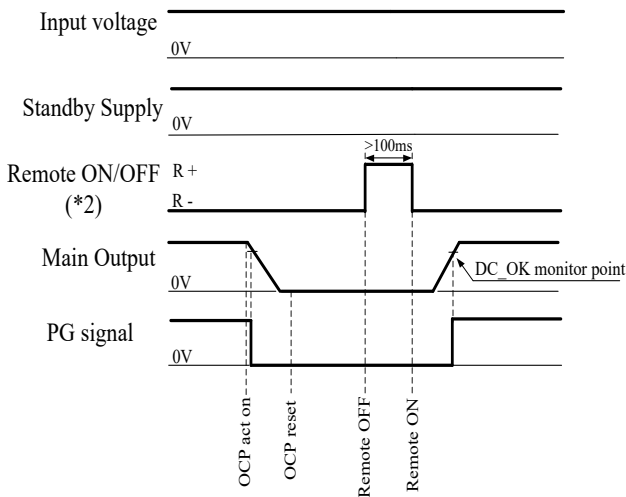 Input voltage
0V
Standby Supply
0V
>100ms
Remote ON/OFF
R +
(*2)
R -
Main Output
DC_OK monitor point
0V
PG signal
0V
OCP act on
OCP reset
Remote OFF
Remote ON